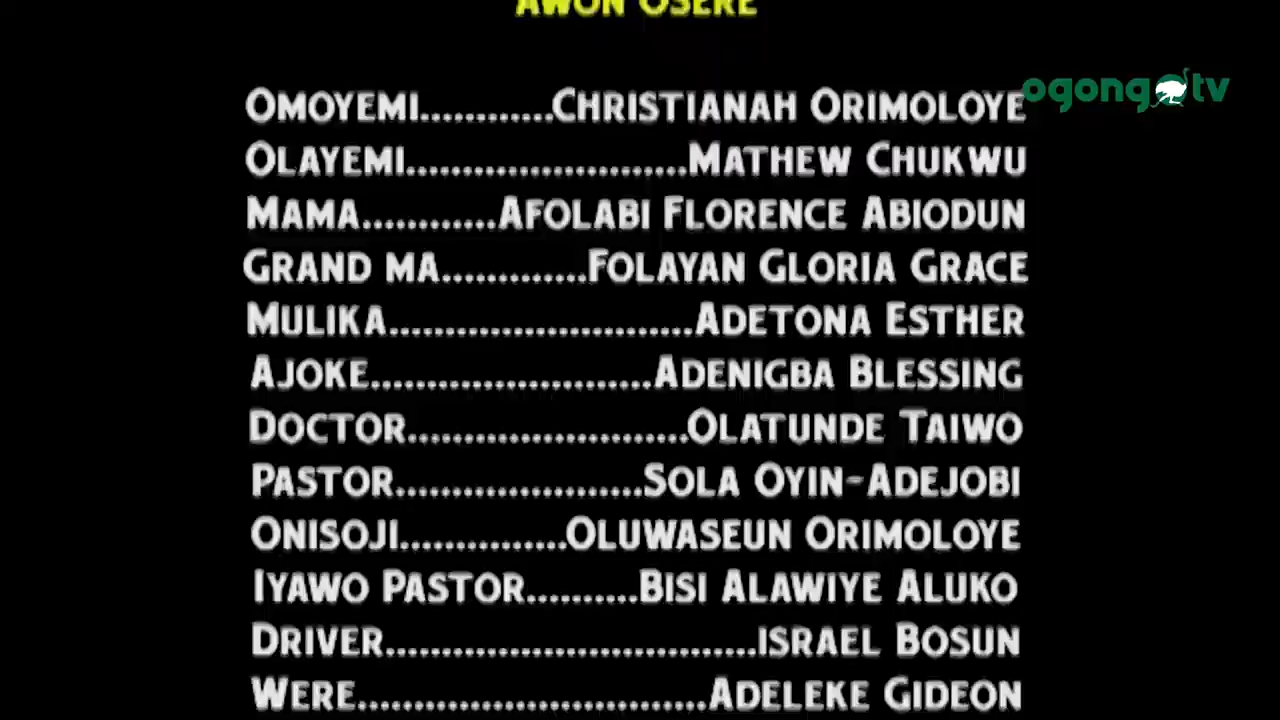 AWON OSERE
ogongotv
OMOYEMI............CHRISTIANAH ORIMOLOYE
OLAYEMI.........................MATHEW CHUKWU
MAMA............AFOLABI FLORENCE ABIODUN
GRAND MA.............FOLAYAN GLORIA GRACE
MULIKA...........................ADETONA ESTHER
AJOKE.........................ADENIGBA BLESSING
DOCTOR.........................OLATUNDE TAIWO
PASTOR......................SOLA OYIN-ADEJOBI
ONISOJI...............OLUWASEUN ORIMOLOYE
IYAWO PASTOR..........BISI ALAWIYE ALUKO
DRIVER.................................ISRAEL BOSUN
WERE...............................ADELEKE GIDEON